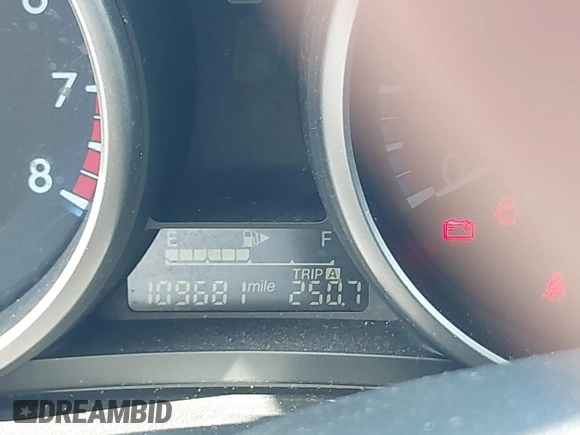 7
8
E F
TRIP A
109681 mile 250.7
DREAMBID